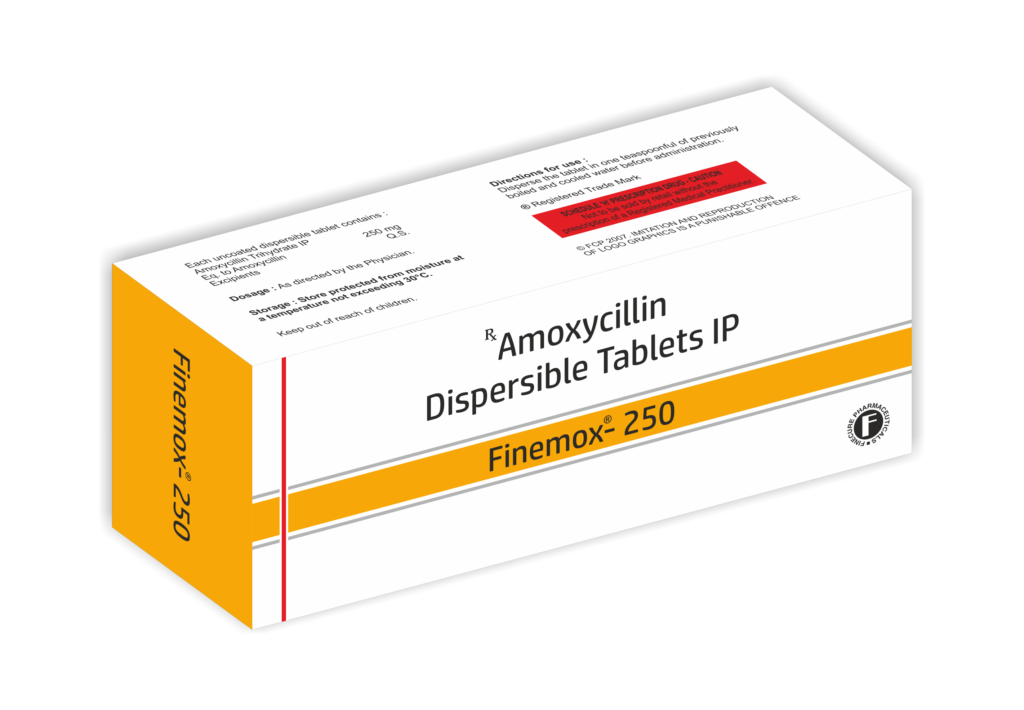 Each uncoated dispersible tablet contains :
Amoxycillin Trihydrate IP
Eq. to Amoxycillin 250 mg
Excipients Q.S.
Dosage : As directed by the Physician.
Storage : Store protected from moisture at
a temperature not exceeding 30°C.
Keep out of reach of children.
Directions for use :
Disperse the tablet in one teaspoonful of previously
boiled and cooled water before administration.
® Registered Trade Mark
SCHEDULE 'H' PRESCRIPTION DRUG - CAUTION
Not to be sold by retail without the
prescription of a Registered Medical Practitioner.
© FCP 2007. IMITATION AND REPRODUCTION
OF LOGO GRAPHICS IS A PUNISHABLE OFFENCE
℞ Amoxycillin
Dispersible Tablets IP
Finemox®- 250
Finemox®- 250
FINECURE PHARMACEUTICALS
F